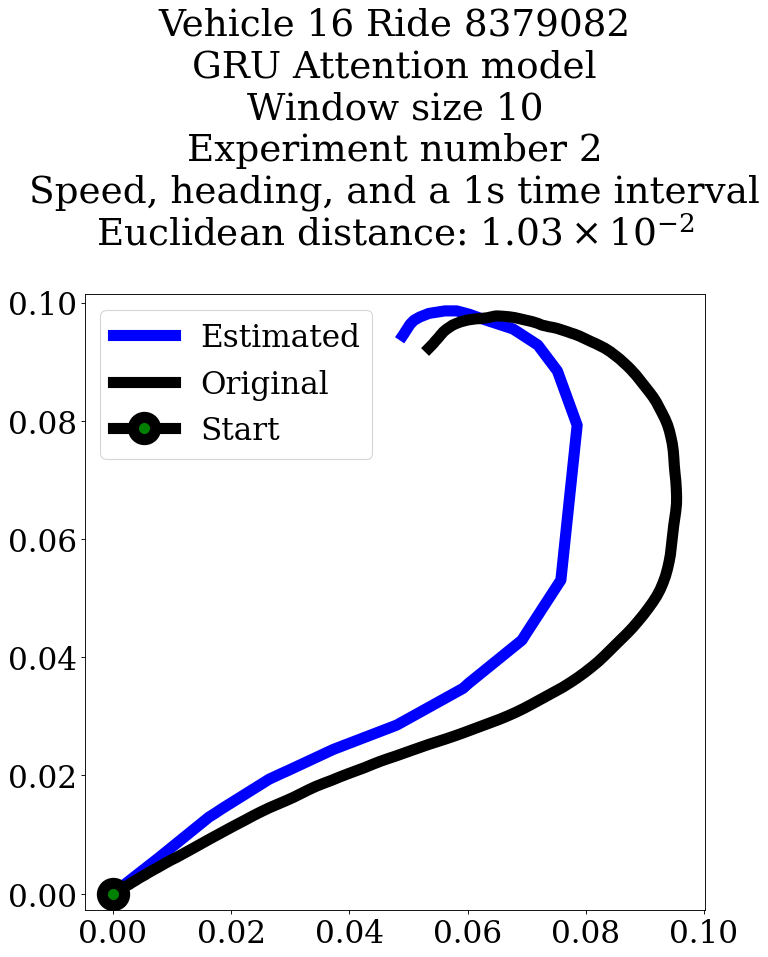 Vehicle 16 Ride 8379082
GRU Attention model
Window size 10
Experiment number 2
Speed, heading, and a 1s time interval
Euclidean distance: 1.03 × 10⁻²
Estimated
Original
Start
0.10
0.08
0.06
0.04
0.02
0.00
0.00 0.02 0.04 0.06 0.08 0.10